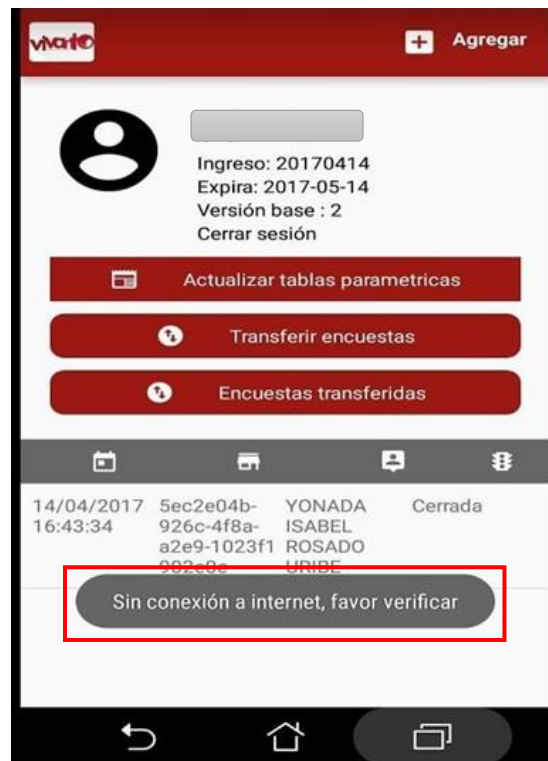 vivanto
Agregar
Ingreso: 20170414
Expira: 2017-05-14
Versión base : 2
Cerrar sesión
Actualizar tablas parametricas
Transferir encuestas
Encuestas transferidas
14/04/2017 5ec2e04b- YONADA Cerrada
16:43:34 926c-4f8a- ISABEL
a2e9-1023f1 ROSADO
URIBE
Sin conexión a internet, favor verificar